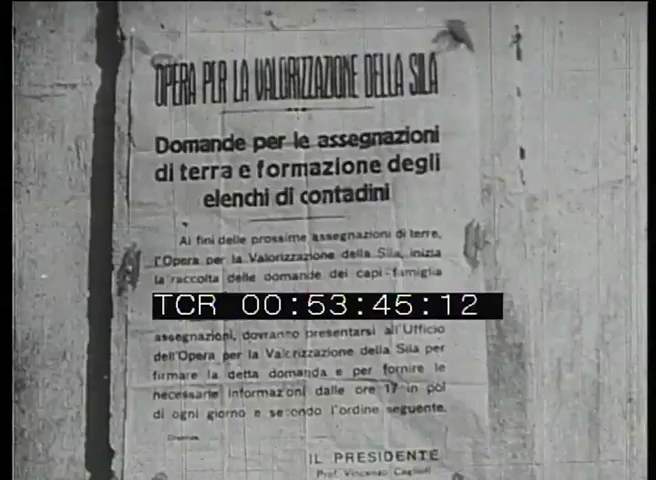 OPERA PER LA VALORIZZAZIONE DELLA SILA
Domande per le assegnazioni
di terra e formazione degli
elenchi di contadini
Ai fini delle prossime assegnazioni di terre,
l'Opera per la Valorizzazione della Sila, inizia
la raccolta delle domande dei capi-famiglia
TCR 00:53:45:12
assegnazioni, dovranno presentarsi all'Ufficio
dell'Opera per la Valorizzazione della Sila per
firmare la detta domanda e per fornire le
necessarie informazioni dalle ore 17 in poi
di ogni giorno e secondo l'ordine seguente.
IL PRESIDENTE
Prof. Vincenzo Caglioti